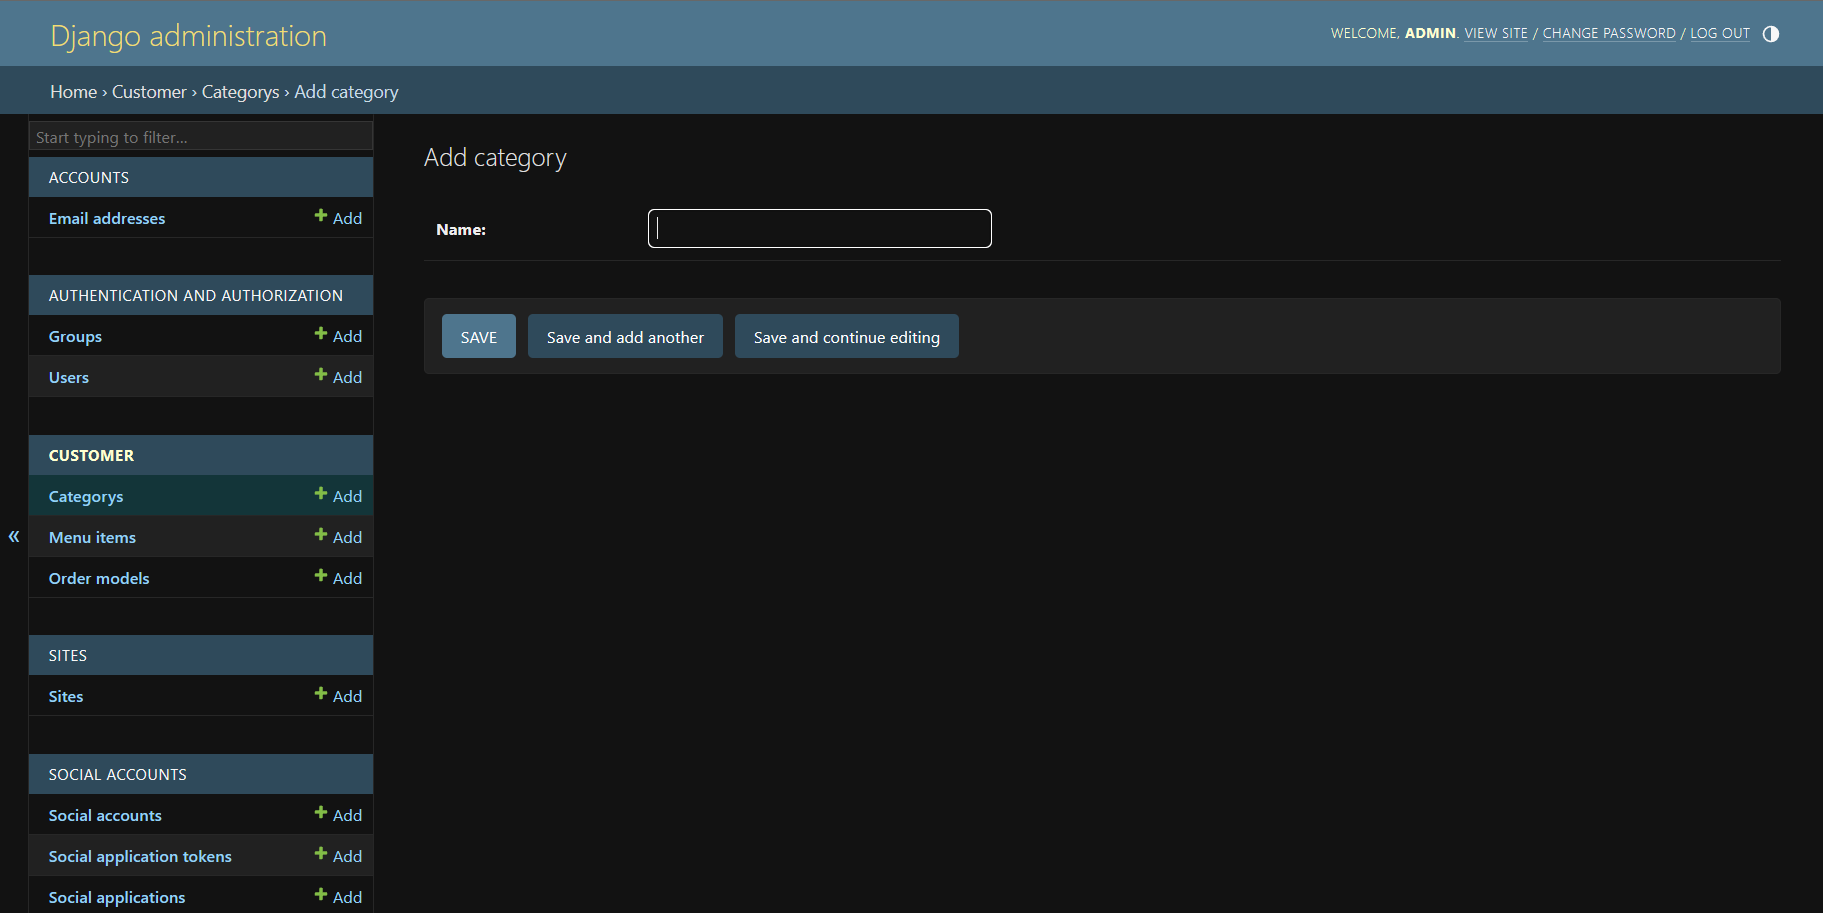 Django administration
WELCOME, ADMIN. VIEW SITE / CHANGE PASSWORD / LOG OUT
Home › Customer › Categorys › Add category
Start typing to filter...
ACCOUNTS
Email addresses Add
AUTHENTICATION AND AUTHORIZATION
Groups Add
Users Add
CUSTOMER
Categorys Add
«
Menu items Add
Order models Add
SITES
Sites Add
SOCIAL ACCOUNTS
Social accounts Add
Social application tokens Add
Social applications Add
Add category
Name:
SAVE Save and add another Save and continue editing